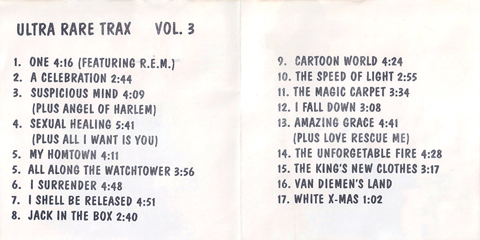 ULTRA RARE TRAX VOL. 3
1. ONE 4:16 (FEATURING R.E.M.)
2. A CELEBRATION 2:44
3. SUSPICIOUS MIND 4:09
(PLUS ANGEL OF HARLEM)
4. SEXUAL HEALING 5:41
(PLUS ALL I WANT IS YOU)
5. MY HOMTOWN 4:11
5. ALL ALONG THE WATCHTOWER 3:56
6. I SURRENDER 4:48
7. I SHELL BE RELEASED 4:51
8. JACK IN THE BOX 2:40
9. CARTOON WORLD 4:24
10. THE SPEED OF LIGHT 2:55
11. THE MAGIC CARPET 3:34
12. I FALL DOWN 3:08
13. AMAZING GRACE 4:41
(PLUS LOVE RESCUE ME)
14. THE UNFORGETABLE FIRE 4:28
15. THE KING'S NEW CLOTHES 3:17
16. VAN DIEMEN'S LAND
17. WHITE X-MAS 1:02